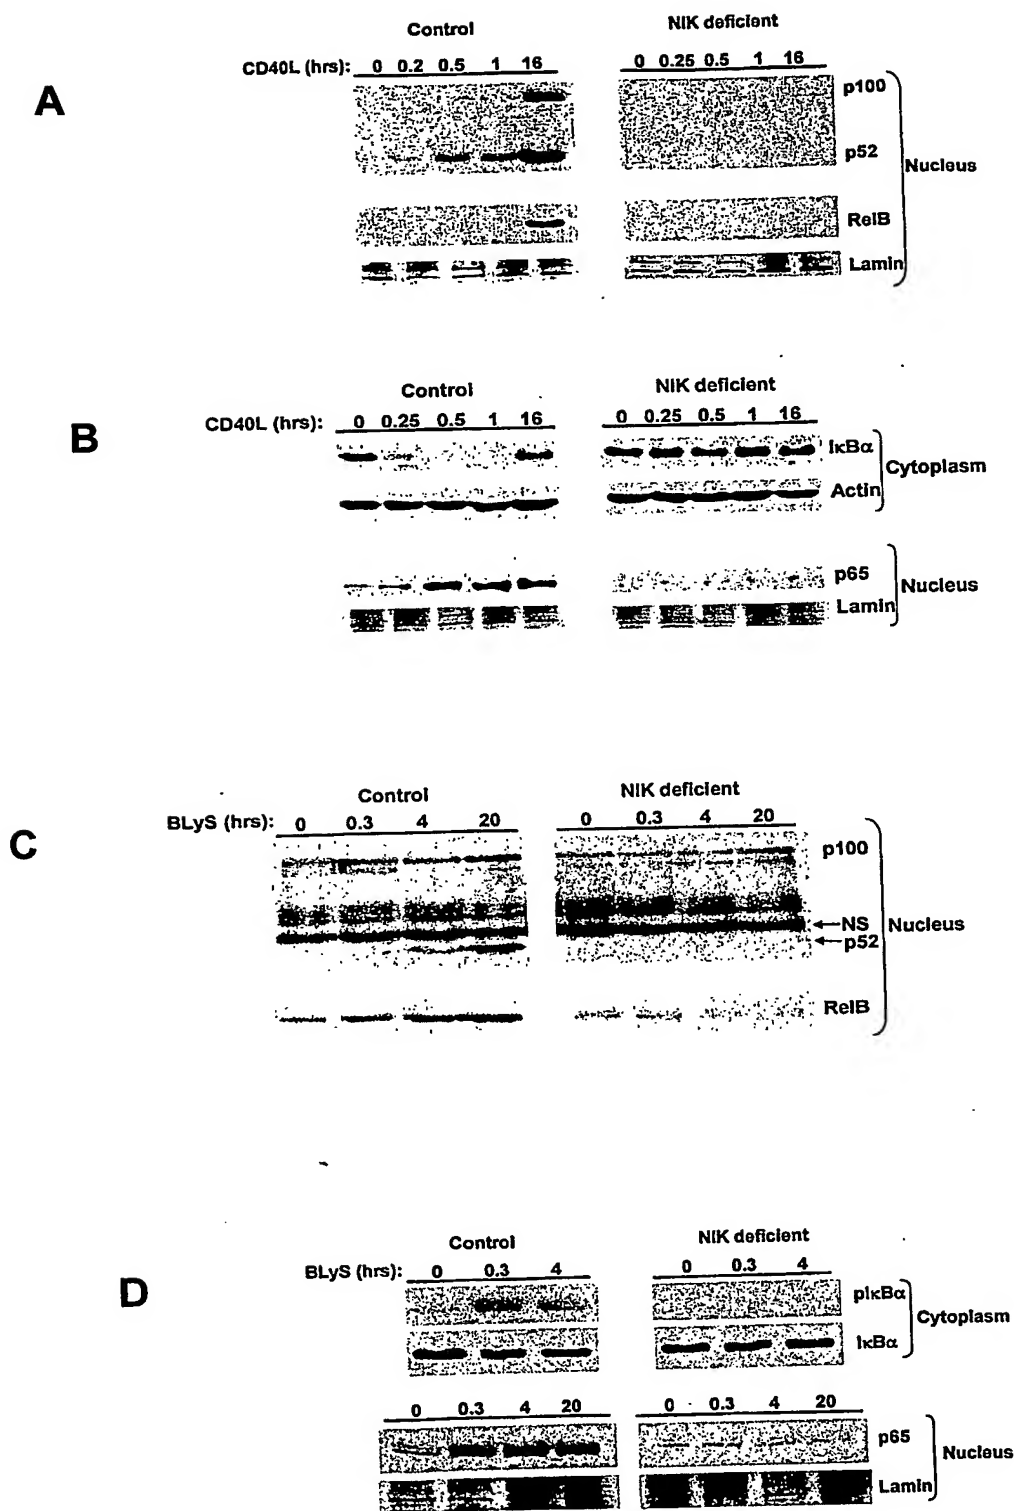 A
Control
NIK deficient
CD40L (hrs): 0 0.2 0.5 1 16
0 0.25 0.5 1 16
p100
p52
RelB
Lamin
Nucleus
B
Control
NIK deficient
CD40L (hrs): 0 0.25 0.5 1 16
0 0.25 0.5 1 16
IκBα
Actin
Cytoplasm
p65
Lamin
Nucleus
C
Control
NIK deficient
BLyS (hrs): 0 0.3 4 20
0 0.3 4 20
p100
NS
p52
RelB
Nucleus
D
Control
NIK deficient
BLyS (hrs): 0 0.3 4
0 0.3 4
pIκBα
IκBα
Cytoplasm
0 0.3 4 20
0 0.3 4 20
p65
Lamin
Nucleus